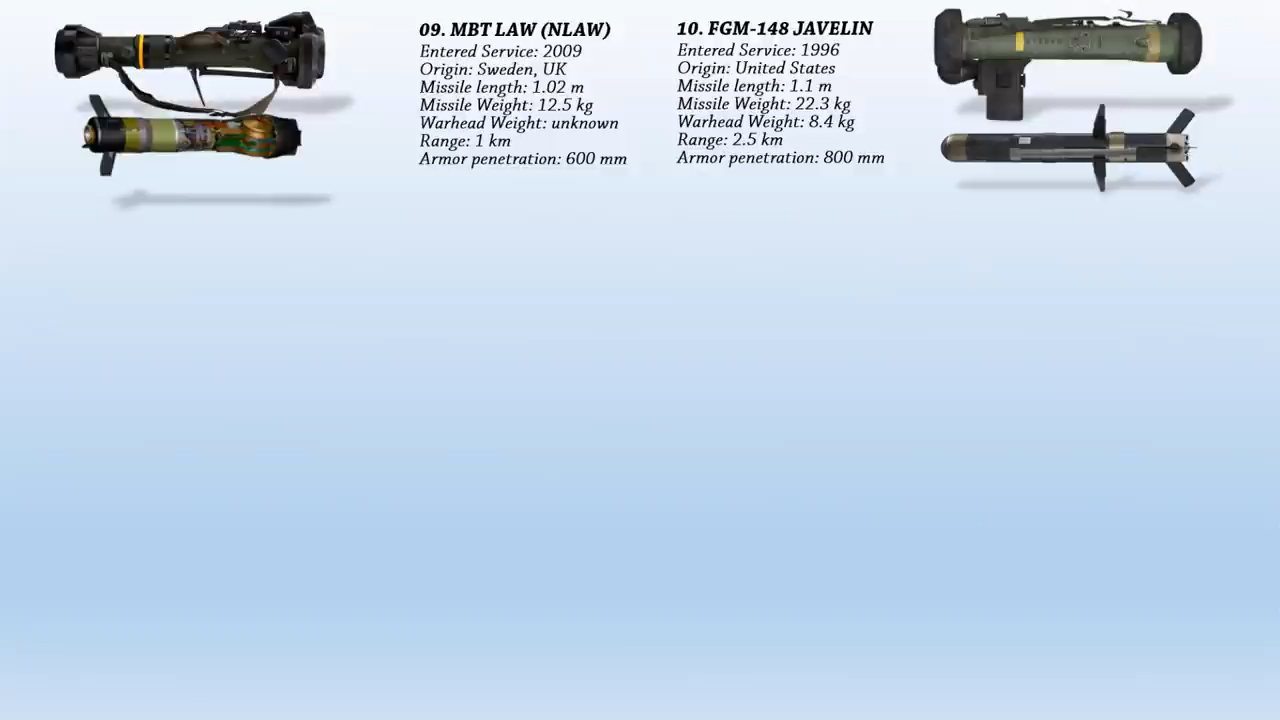 09. MBT LAW (NLAW)
Entered Service: 2009
Origin: Sweden, UK
Missile length: 1.02 m
Missile Weight: 12.5 kg
Warhead Weight: unknown
Range: 1 km
Armor penetration: 600 mm
10. FGM-148 JAVELIN
Entered Service: 1996
Origin: United States
Missile length: 1.1 m
Missile Weight: 22.3 kg
Warhead Weight: 8.4 kg
Range: 2.5 km
Armor penetration: 800 mm